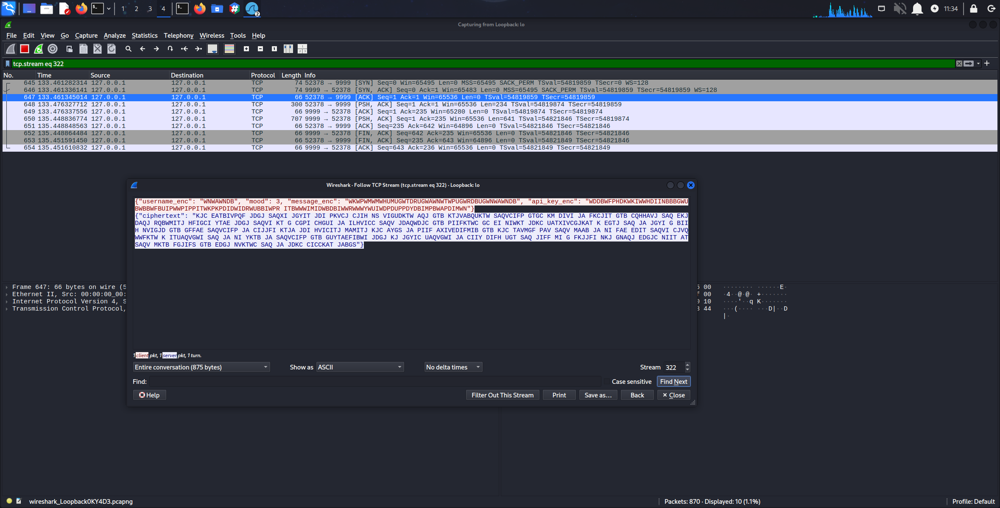 1 2 3 4
2
11:34
Capturing from Loopback: lo
File Edit View Go Capture Analyze Statistics Telephony Wireless Tools Help
tcp.stream eq 322
No. Time Source Destination Protocol Length Info
645 133.461282314 127.0.0.1 127.0.0.1 TCP 74 52378 → 9999 [SYN] Seq=0 Win=65495 Len=0 MSS=65495 SACK_PERM TSval=54819859 TSecr=0 WS=128
646 133.461336141 127.0.0.1 127.0.0.1 TCP 74 9999 → 52378 [SYN, ACK] Seq=0 Ack=1 Win=65483 Len=0 MSS=65495 SACK_PERM TSval=54819859 TSecr=54819859 WS=128
647 133.461345014 127.0.0.1 127.0.0.1 TCP 66 52378 → 9999 [ACK] Seq=1 Ack=1 Win=65536 Len=0 TSval=54819859 TSecr=54819859
648 133.476327712 127.0.0.1 127.0.0.1 TCP 300 52378 → 9999 [PSH, ACK] Seq=1 Ack=1 Win=65536 Len=234 TSval=54819874 TSecr=54819859
649 133.476337556 127.0.0.1 127.0.0.1 TCP 66 9999 → 52378 [ACK] Seq=1 Ack=235 Win=65280 Len=0 TSval=54819874 TSecr=54819874
650 135.448836774 127.0.0.1 127.0.0.1 TCP 707 9999 → 52378 [PSH, ACK] Seq=1 Ack=235 Win=65536 Len=641 TSval=54821846 TSecr=54819874
651 135.448848563 127.0.0.1 127.0.0.1 TCP 66 52378 → 9999 [ACK] Seq=235 Ack=642 Win=64896 Len=0 TSval=54821846 TSecr=54821846
652 135.448864484 127.0.0.1 127.0.0.1 TCP 66 9999 → 52378 [FIN, ACK] Seq=642 Ack=235 Win=65536 Len=0 TSval=54821846 TSecr=54821846
653 135.451591450 127.0.0.1 127.0.0.1 TCP 66 52378 → 9999 [FIN, ACK] Seq=235 Ack=643 Win=64896 Len=0 TSval=54821849 TSecr=54821846
654 135.451610832 127.0.0.1 127.0.0.1 TCP 66 9999 → 52378 [ACK] Seq=643 Ack=236 Win=65536 Len=0 TSval=54821849 TSecr=54821849
Wireshark · Follow TCP Stream (tcp.stream eq 322) · Loopback: lo
{"username_enc": "WNWAWNDB", "mood": 3, "message_enc": "WKWPWMWMWHUMUGWTDRUGWAWNWTWPUGWRDBUGWNWAWNDB", "api_key_enc": "WDDBWFPHDKWKIWWHDIINBBBGWU
BWBBWFBUIPWWPIPPITWKPKPDIDWIDRWUBBIWPR ITBWWWIMIDWBDBIWWRWWWYWUIWDPDUPPDYDBIMPBWAPDIMWN"}
{"ciphertext": "KJC EATBIVPQF JDGJ SAQXI JGYIT JDI PKVCJ CJIH NS VIGUDKTW AQJ GTB KTJVABQUKTW SAQVCIFP GTGC KM DIVI JA FKCJIT GTB CQHHAVJ SAQ EKJ
DAQJ RQBWMITJ HFIGCI YTAE JDGJ SAQVI KT G CGPI CHGUI JA ILHVICC SAQV JDAQWDJC GTB PIIFKTWC GC EI NIWKT JDKC UATXIVCGJKAT K EGTJ SAQ JA JGYI G BII
H NVIGJD GTB GFFAE SAQVCIFP JA CIJJFI KTJA JDI HVICITJ MAMITJ KJC AYGS JA PIIF AXIVEDIFMIB GTB KJC TAVMGF PAV SAQV MAAB JA NI FAE EDIT SAQVI CJVQ
WWFKTW K ITUAQVGWI SAQ JA NI YKTB JA SAQVCIFP GTB GUYTAEFIBWI JDGJ KJ JGYIC UAQVGWI JA CIIY DIFH UGT SAQ JIFF MI G FKJJFI NKJ GNAQJ EDGJC NIIT AT
SAQV MKTB FGJIFS GTB EDGJ NVKTWC SAQ JA JDKC CICCKAT JABGS"}
1 client pkt, 1 server pkt, 1 turn.
Entire conversation (875 bytes) Show as ASCII No delta times Stream 322
Find: Case sensitive Find Next
Help Filter Out This Stream Print Save as… Back Close
Frame 647: 66 bytes on wire (5
Ethernet II, Src: 00:00:00_00:
Internet Protocol Version 4, S
Transmission Control Protocol,
00 ········ ······E·
00 ·4··@·@· +·······
10 ····'··q K·······
44 ···(···· ···D|··D
|·
wireshark_Loopback0KY4D3.pcapng
Packets: 870 · Displayed: 10 (1.1%)
Profile: Default